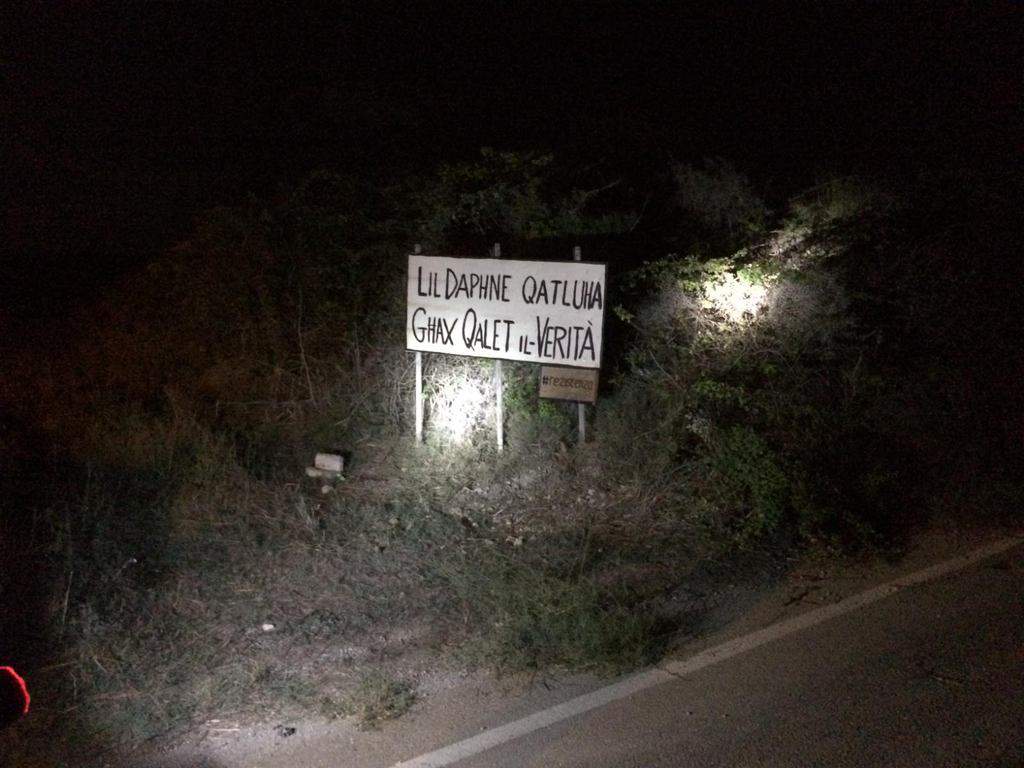 LIL DAPHNE QATLUHA
GHAX QALET IL-VERITÀ
#rezistenza